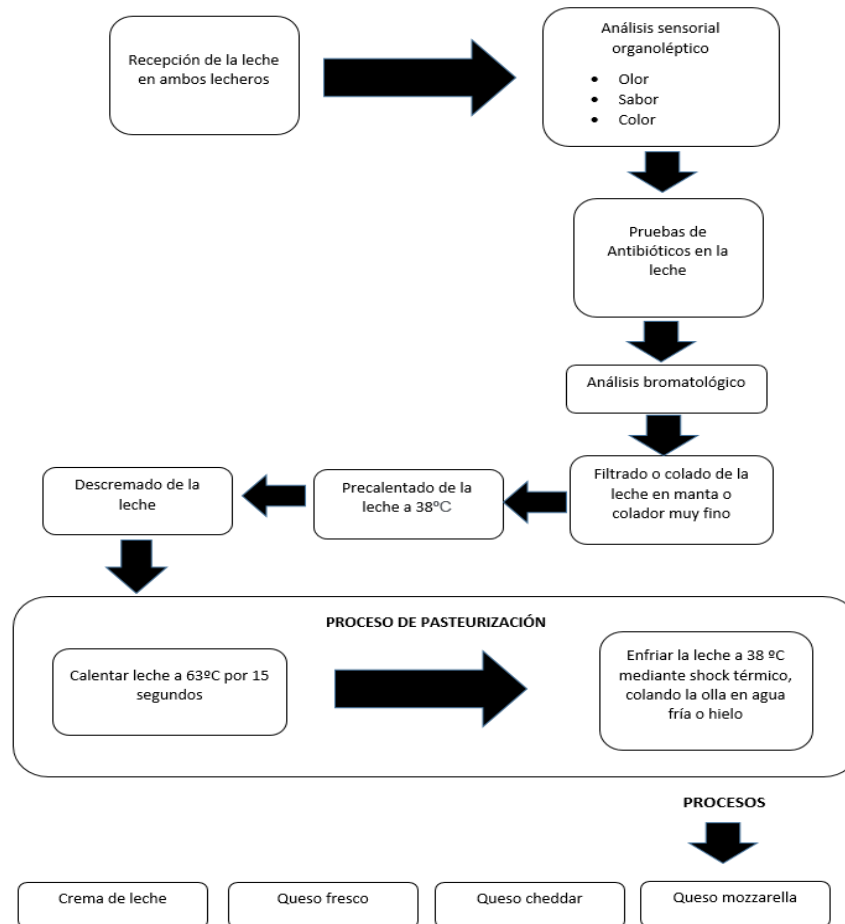 Recepción de la leche
en ambos lecheros
Análisis sensorial
organoléptico
• Olor
• Sabor
• Color
Pruebas de
Antibióticos en la
leche
Análisis bromatológico
Filtrado o colado de la
leche en manta o
colador muy fino
Precalentado de la
leche a 38°C
Descremado de la
leche
PROCESO DE PASTEURIZACIÓN
Calentar leche a 63ºC por 15
segundos
Enfriar la leche a 38 ºC
mediante shock térmico,
colando la olla en agua
fría o hielo
PROCESOS
Crema de leche
Queso fresco
Queso cheddar
Queso mozzarella